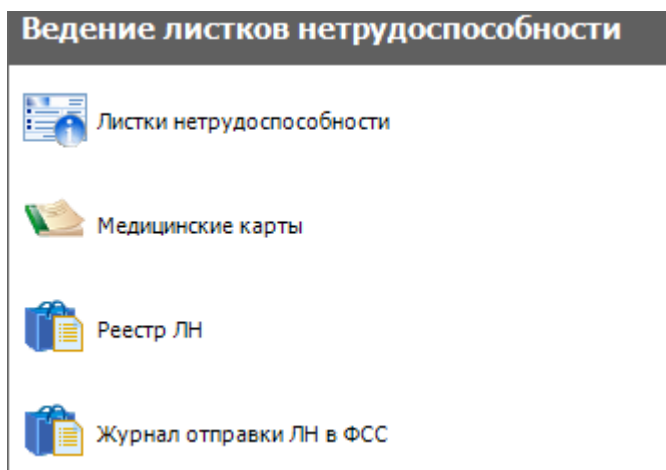 Ведение листков нетрудоспособности
Листки нетрудоспособности
Медицинские карты
Реестр ЛН
Журнал отправки ЛН в ФСС